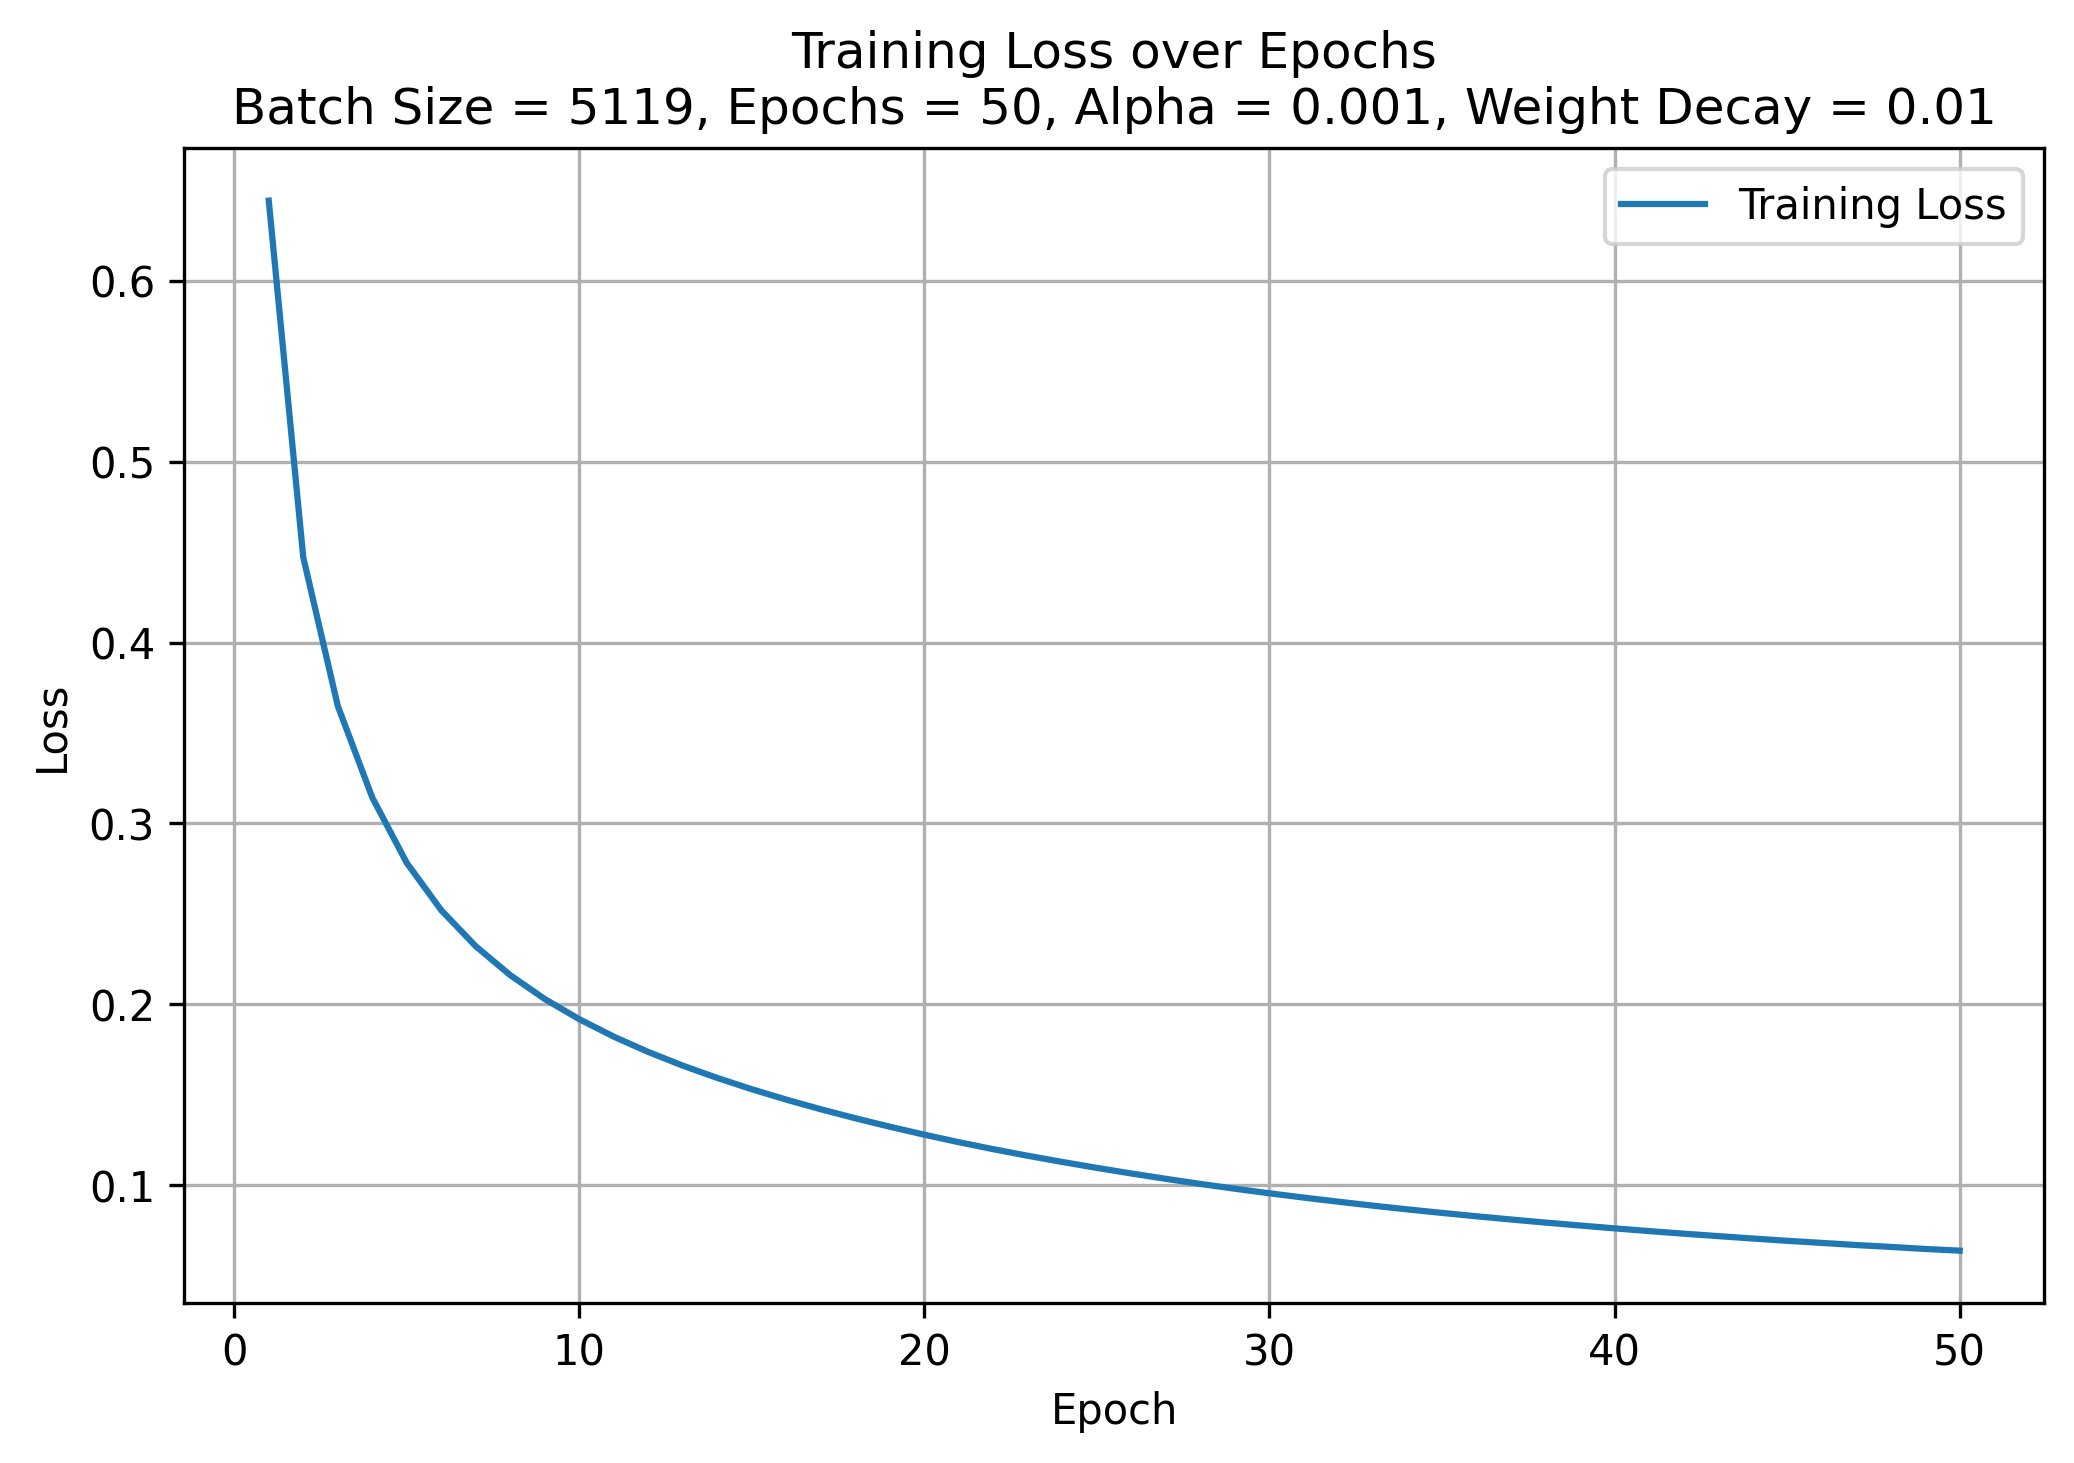 Training Loss over Epochs
Batch Size = 5119, Epochs = 50, Alpha = 0.001, Weight Decay = 0.01
Training Loss
0.6
0.5
0.4
0.3
0.2
0.1
Loss
0 10 20 30 40 50
Epoch